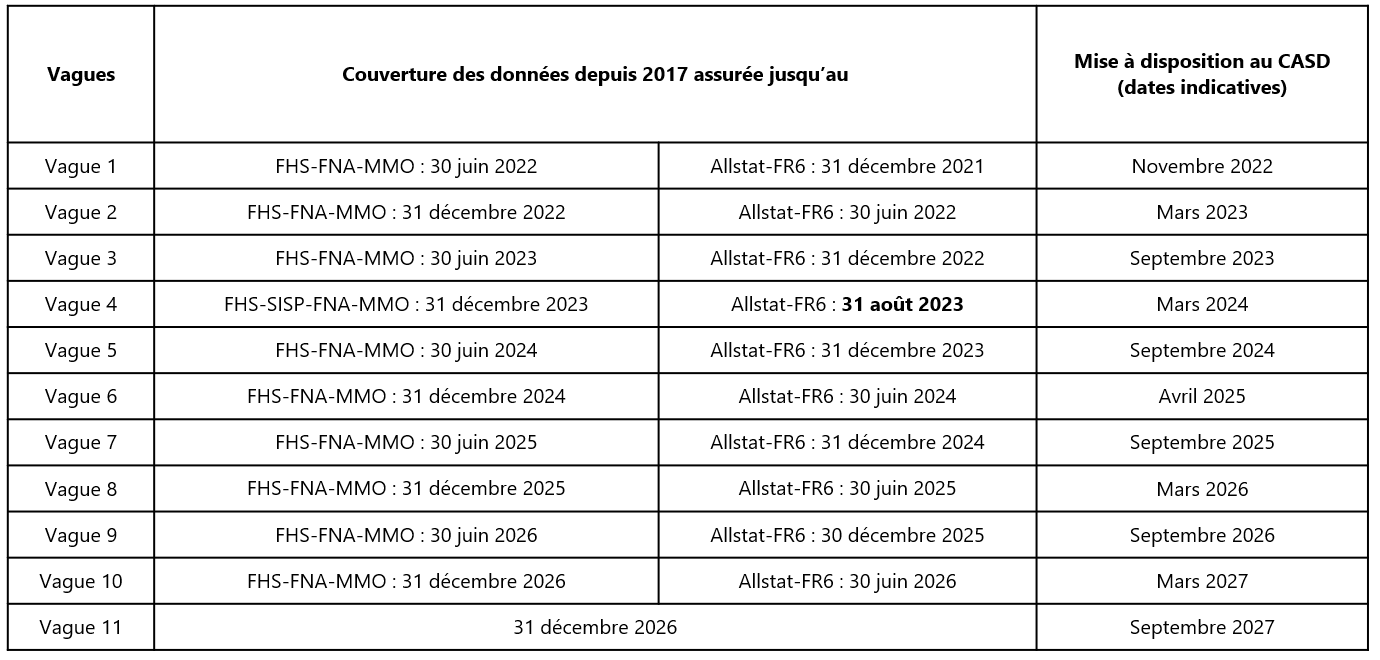 Vagues
Couverture des données depuis 2017 assurée jusqu’au
Mise à disposition au CASD
(dates indicatives)
Vague 1
FHS-FNA-MMO : 30 juin 2022
Allstat-FR6 : 31 décembre 2021
Novembre 2022
Vague 2
FHS-FNA-MMO : 31 décembre 2022
Allstat-FR6 : 30 juin 2022
Mars 2023
Vague 3
FHS-FNA-MMO : 30 juin 2023
Allstat-FR6 : 31 décembre 2022
Septembre 2023
Vague 4
FHS-SISP-FNA-MMO : 31 décembre 2023
Allstat-FR6 : 31 août 2023
Mars 2024
Vague 5
FHS-FNA-MMO : 30 juin 2024
Allstat-FR6 : 31 décembre 2023
Septembre 2024
Vague 6
FHS-FNA-MMO : 31 décembre 2024
Allstat-FR6 : 30 juin 2024
Avril 2025
Vague 7
FHS-FNA-MMO : 30 juin 2025
Allstat-FR6 : 31 décembre 2024
Septembre 2025
Vague 8
FHS-FNA-MMO : 31 décembre 2025
Allstat-FR6 : 30 juin 2025
Mars 2026
Vague 9
FHS-FNA-MMO : 30 juin 2026
Allstat-FR6 : 30 décembre 2025
Septembre 2026
Vague 10
FHS-FNA-MMO : 31 décembre 2026
Allstat-FR6 : 30 juin 2026
Mars 2027
Vague 11
31 décembre 2026
Septembre 2027